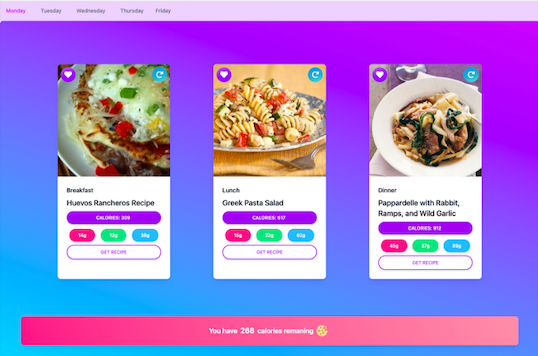 Monday Tuesday Wednesday Thursday Friday
Breakfast
Huevos Rancheros Recipe
CALORIES: 309
14g 12g 39g
GET RECIPE
Lunch
Greek Pasta Salad
CALORIES: 517
15g 22g 62g
GET RECIPE
Dinner
Pappardelle with Rabbit,
Ramps, and Wild Garlic
CALORIES: 912
45g 37g 89g
GET RECIPE
You have 268 calories remaning